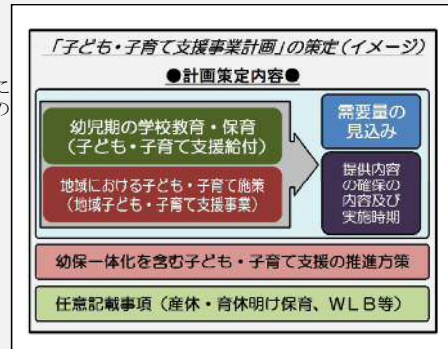 「子ども・子育て支援事業計画」の策定（イメージ）
●計画策定内容●
に
の
幼児期の学校教育・保育
（子ども・子育て支援給付）
地域における子ども・子育て施策
（地域子ども・子育て支援事業）
需要量の
見込み
提供内容
の確保の
内容及び
実施時期
幼保一体化を含む子ども・子育て支援の推進方策
任意記載事項（産休・育休明け保育、ＷＬＢ等）